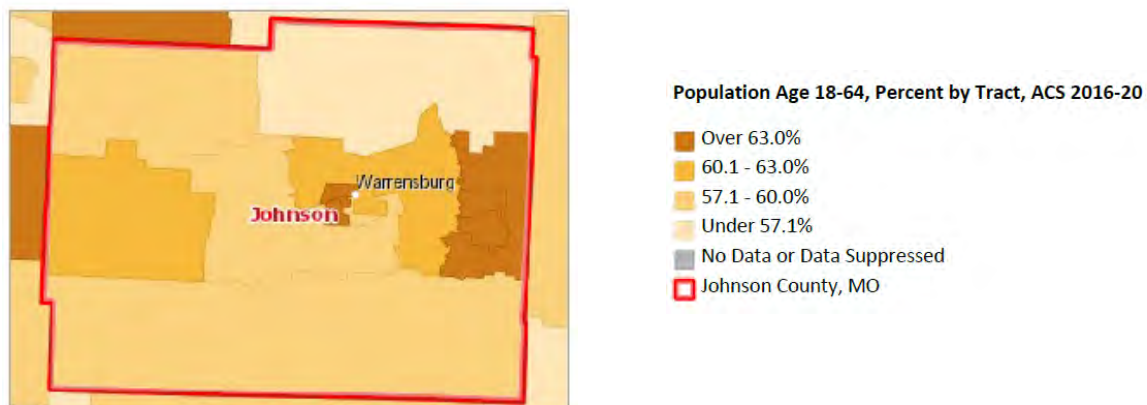 Population Age 18-64, Percent by Tract, ACS 2016-20
Over 63.0%
60.1 - 63.0%
57.1 - 60.0%
Under 57.1%
No Data or Data Suppressed
Johnson County, MO
Warrensburg
Johnson